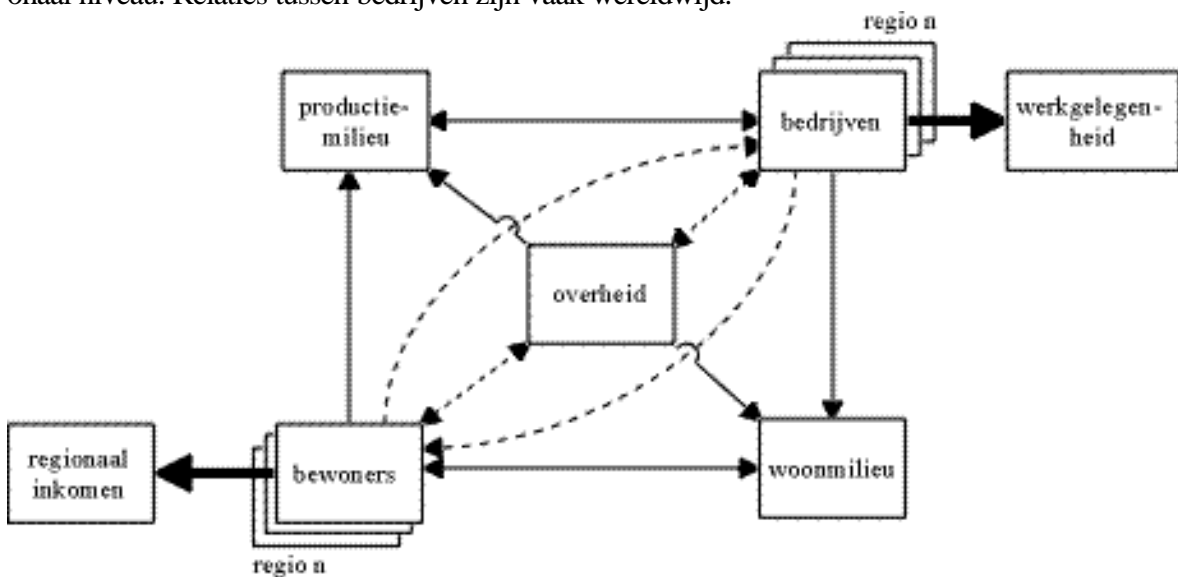 onaal niveau. Relaties tussen bedrijven zijn vaak wereldwijd.
regio n
productie-
milieu
bedrijven
werkgelegen-
heid
overheid
regionaal
inkomen
bewoners
woonmilieu
regio n